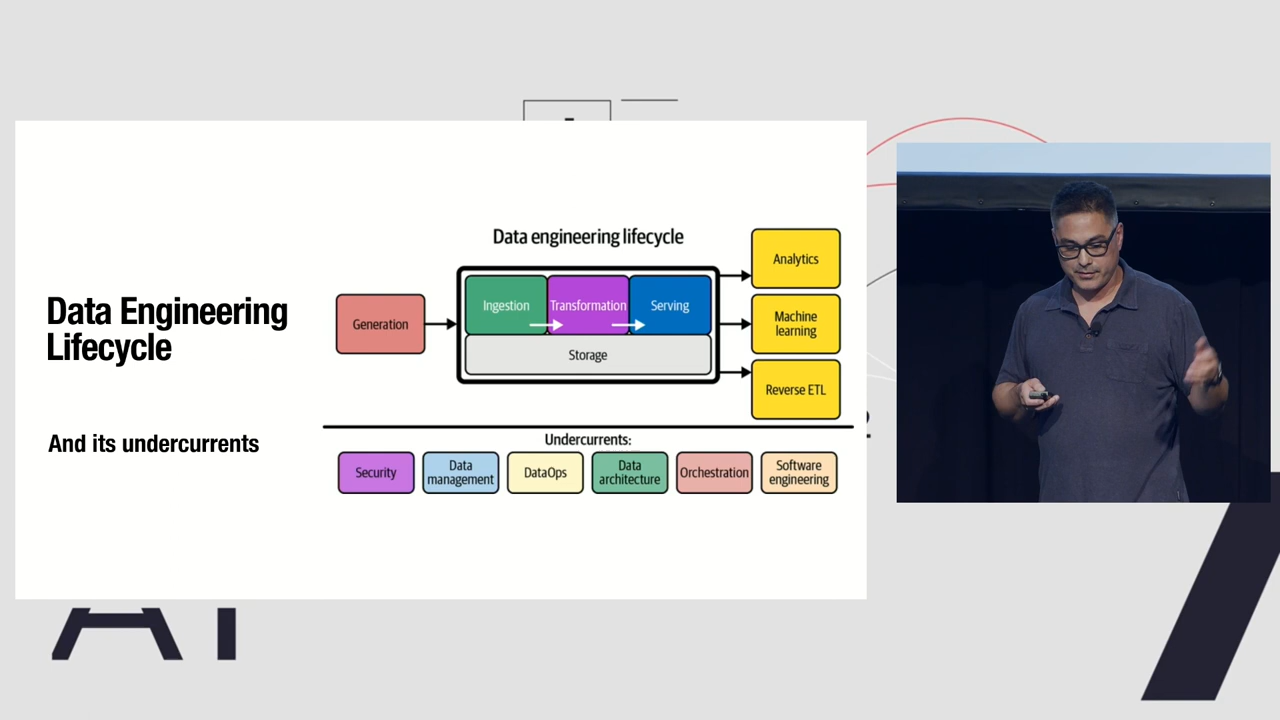 Data Engineering
Lifecycle
And its undercurrents
Data engineering lifecycle
Generation
Ingestion
Transformation
Serving
Storage
Analytics
Machine
learning
Reverse ETL
Undercurrents:
Security
Data
management
DataOps
Data
architecture
Orchestration
Software
engineering